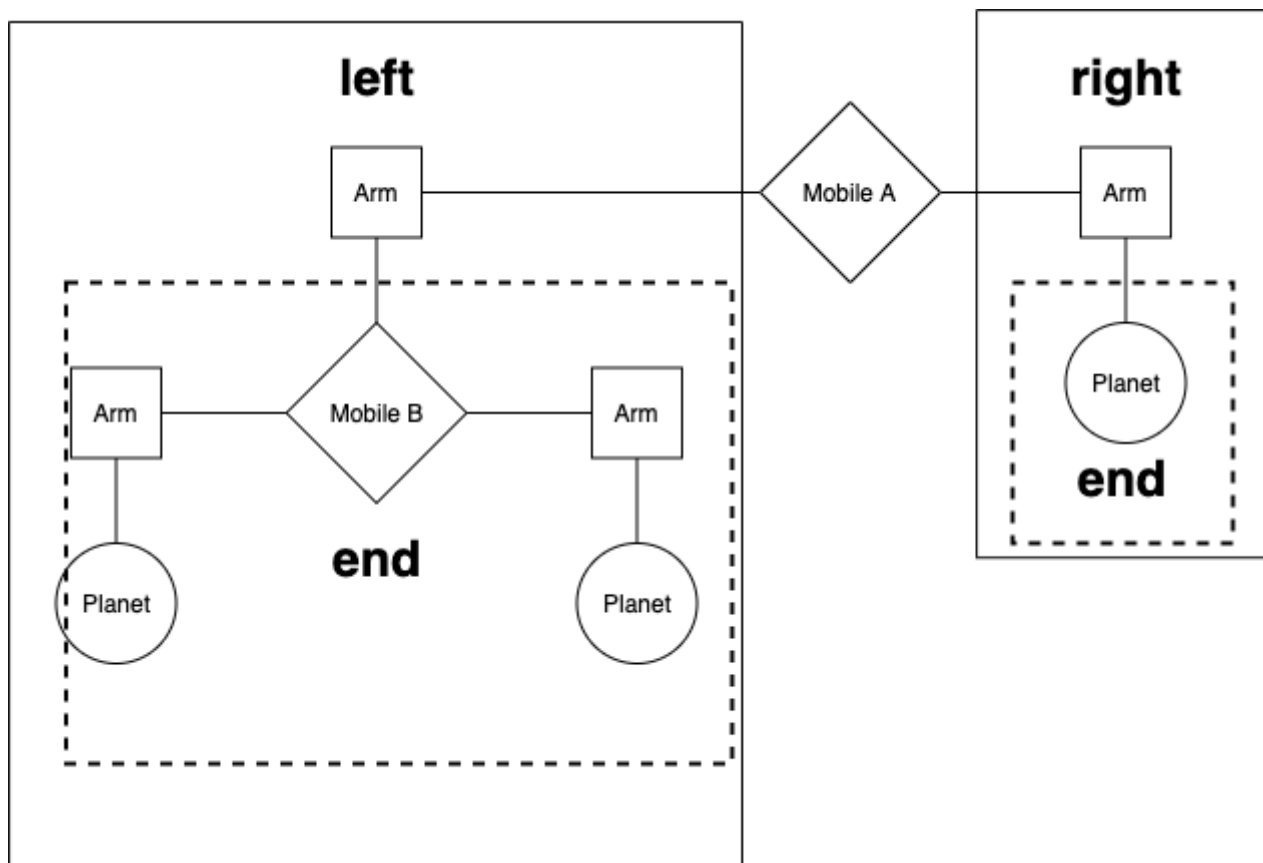 left
right
Arm
Mobile A
Arm
Arm
Mobile B
Arm
Planet
end
end
Planet
Planet